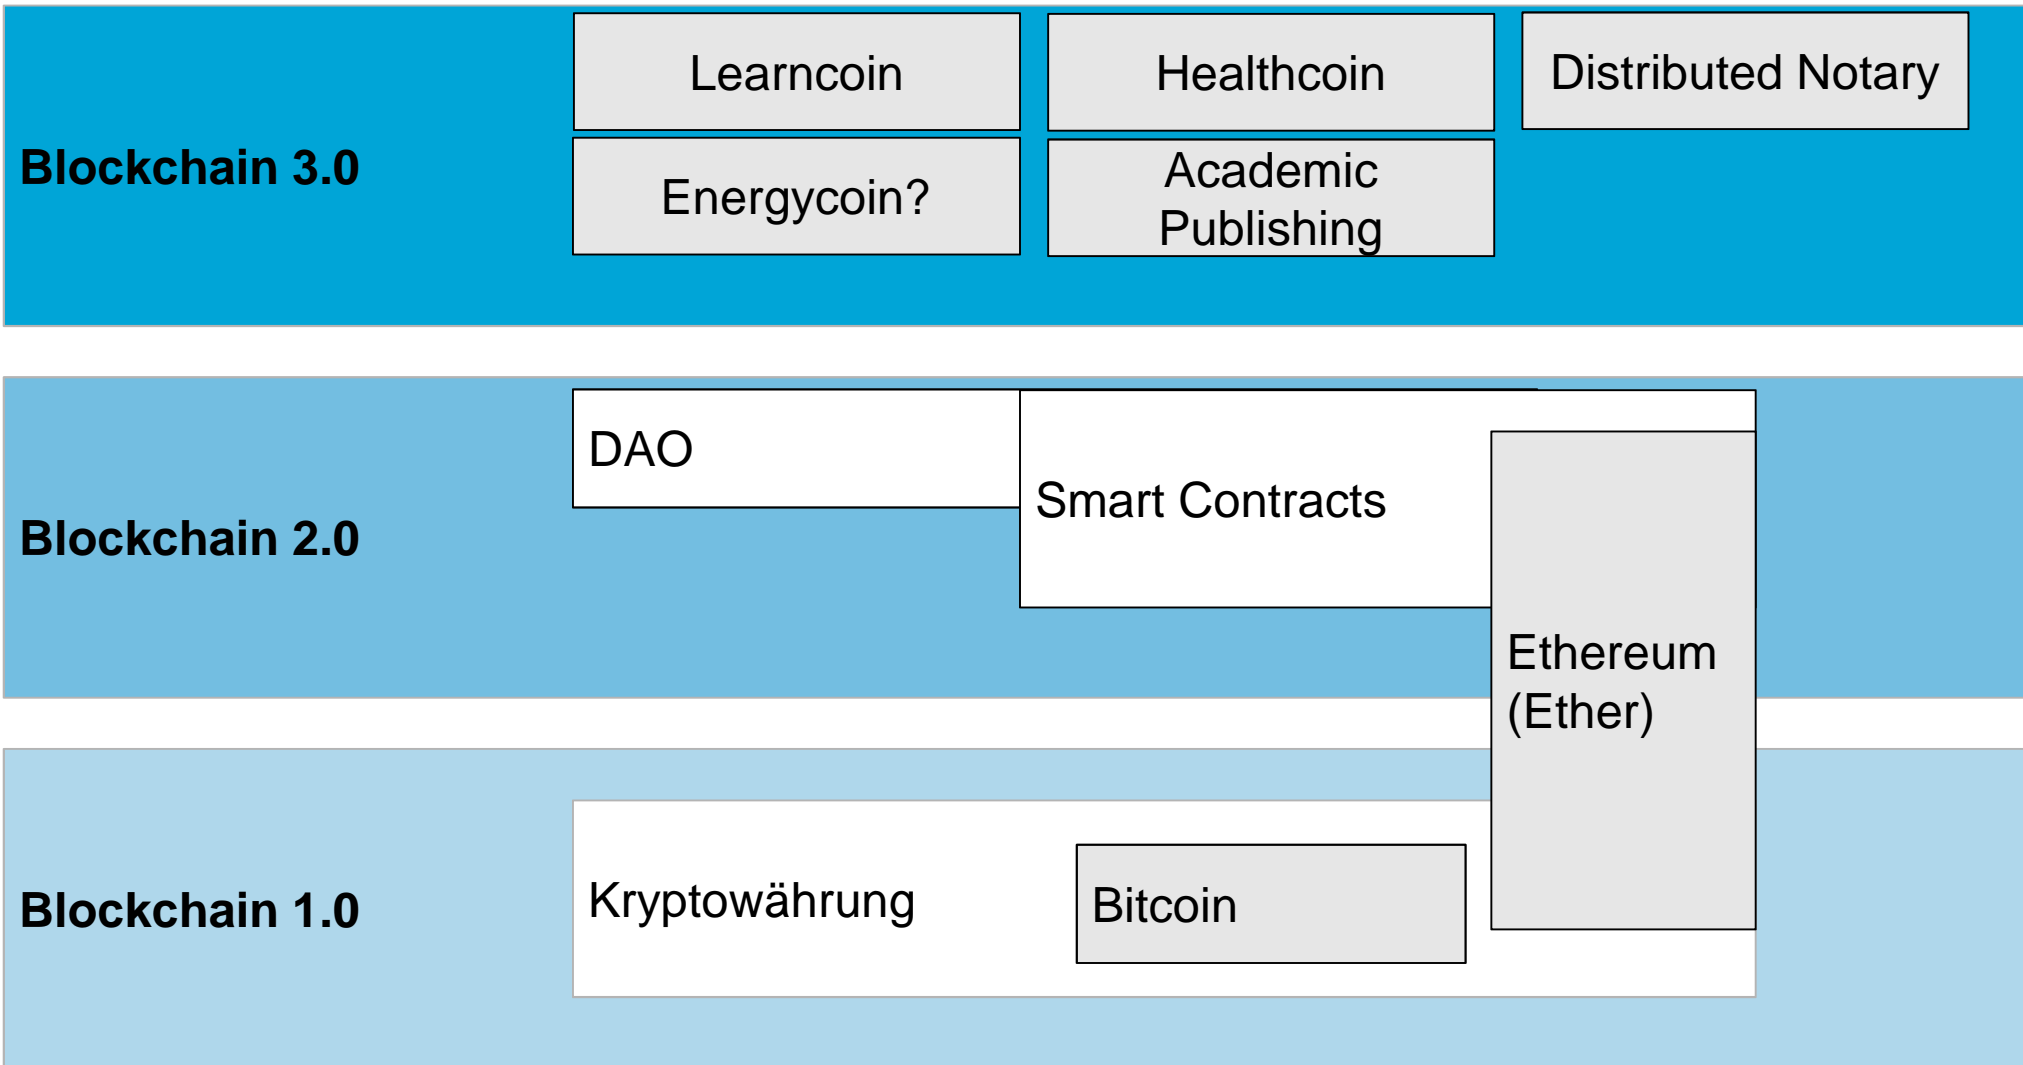 Blockchain 3.0
Learncoin
Healthcoin
Distributed Notary
Energycoin?
Academic
Publishing
Blockchain 2.0
DAO
Smart Contracts
Ethereum
(Ether)
Blockchain 1.0
Kryptowährung
Bitcoin